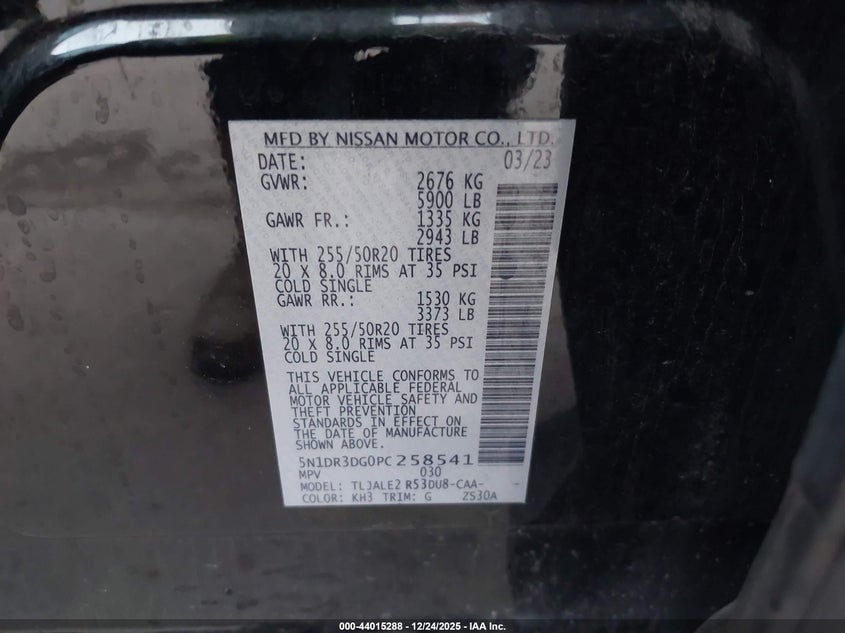 MFD BY NISSAN MOTOR CO., LTD.
DATE: 03/23
GVWR: 2676 KG
5900 LB
GAWR FR.: 1335 KG
2943 LB
WITH 255/50R20 TIRES
20 X 8.0 RIMS AT 35 PSI
COLD SINGLE
GAWR RR.: 1530 KG
3373 LB
WITH 255/50R20 TIRES
20 X 8.0 RIMS AT 35 PSI
COLD SINGLE
THIS VEHICLE CONFORMS TO
ALL APPLICABLE FEDERAL
MOTOR VEHICLE SAFETY AND
THEFT PREVENTION
STANDARDS IN EFFECT ON
THE DATE OF MANUFACTURE
SHOWN ABOVE.
5N1DR3DG0PC258541
MPV 030
MODEL: TLJALE2 R53DU8-CAA--
COLOR: KH3 TRIM: G ZS30A
000-44015288 - 12/24/2025 - IAA Inc.